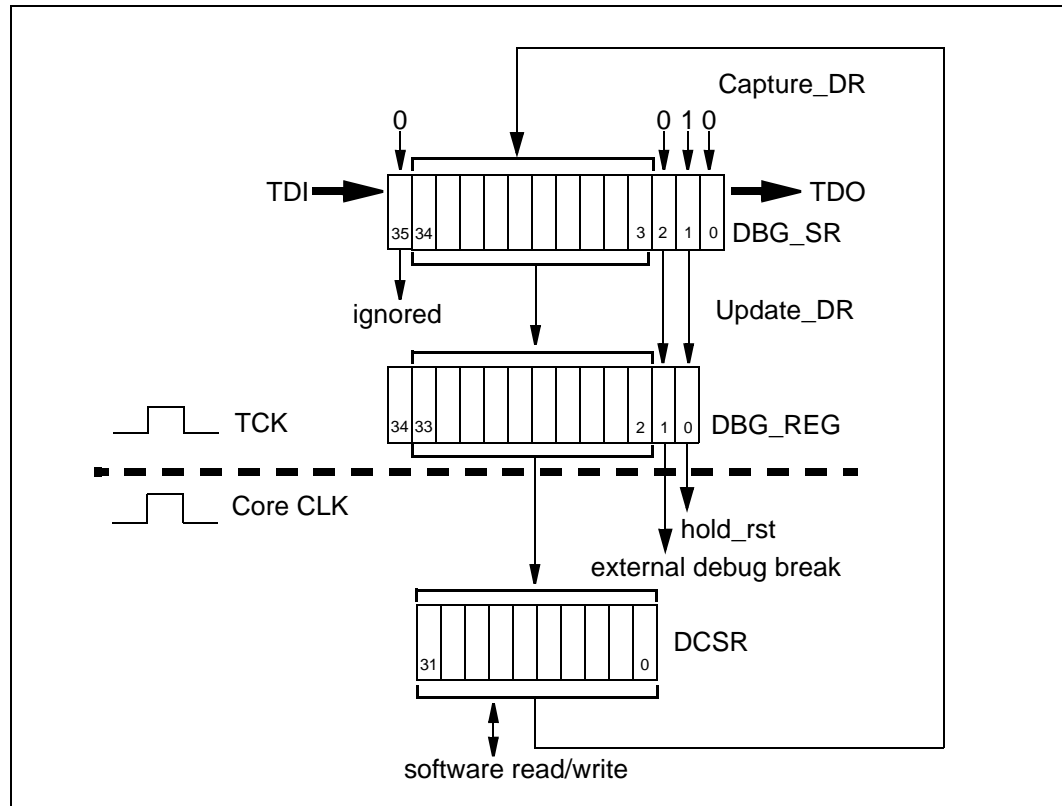 Capture_DR
0
0 1 0
TDI
TDO
35 34 3 2 1 0
DBG_SR
ignored
Update_DR
34 33 2 1 0
DBG_REG
TCK
Core CLK
hold_rst
external debug break
31 0
DCSR
software read/write